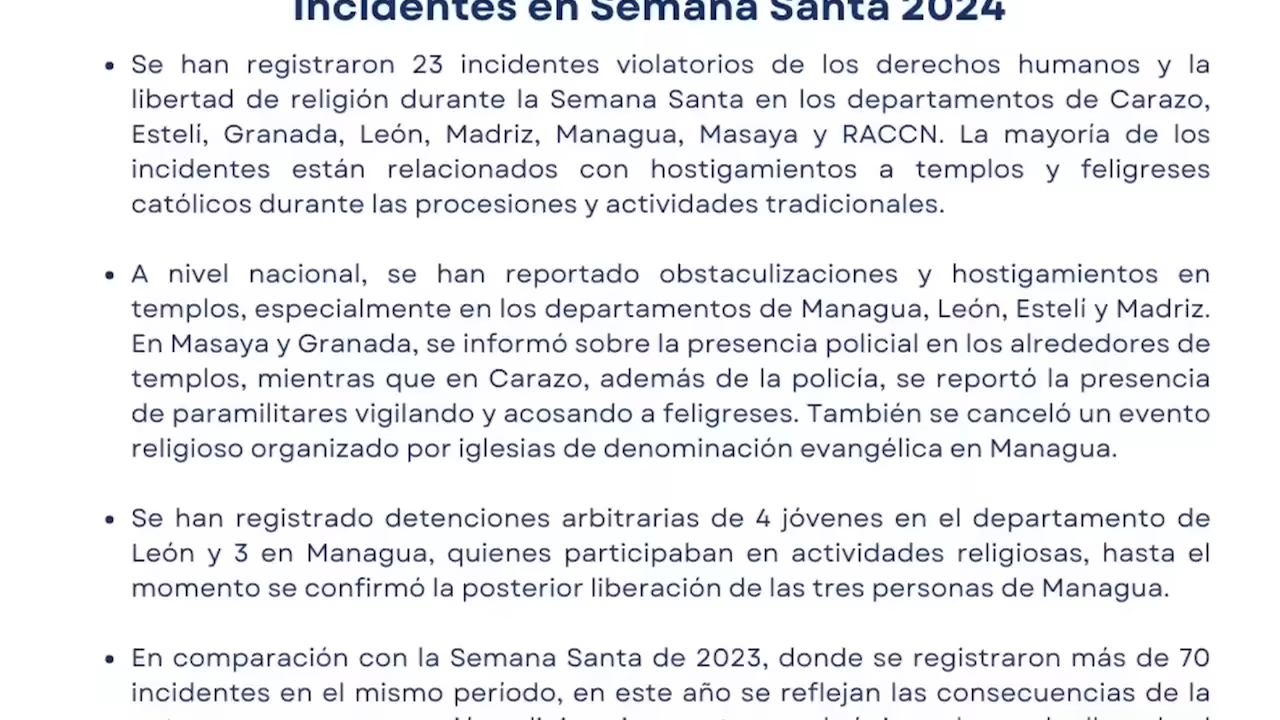 Incidentes en Semana Santa 2024
• Se han registraron 23 incidentes violatorios de los derechos humanos y la
libertad de religión durante la Semana Santa en los departamentos de Carazo,
Estelí, Granada, León, Madriz, Managua, Masaya y RACCN. La mayoría de los
incidentes están relacionados con hostigamientos a templos y feligreses
católicos durante las procesiones y actividades tradicionales.
• A nivel nacional, se han reportado obstaculizaciones y hostigamientos en
templos, especialmente en los departamentos de Managua, León, Estelí y Madriz.
En Masaya y Granada, se informó sobre la presencia policial en los alrededores de
templos, mientras que en Carazo, además de la policía, se reportó la presencia
de paramilitares vigilando y acosando a feligreses. También se canceló un evento
religioso organizado por iglesias de denominación evangélica en Managua.
• Se han registrado detenciones arbitrarias de 4 jóvenes en el departamento de
León y 3 en Managua, quienes participaban en actividades religiosas, hasta el
momento se confirmó la posterior liberación de las tres personas de Managua.
• En comparación con la Semana Santa de 2023, donde se registraron más de 70
incidentes en el mismo período, en este año se reflejan las consecuencias de la